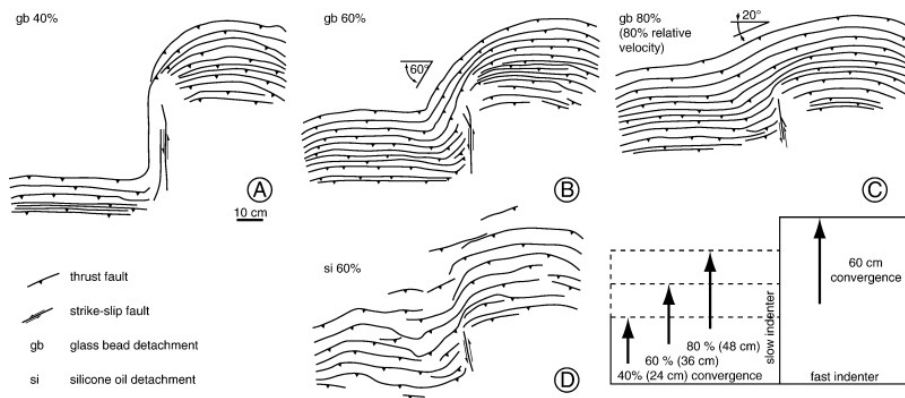 gb 40%
A
10 cm
gb 60%
60°
B
gb 80%
(80% relative
velocity)
20°
C
thrust fault
strike-slip fault
gb glass bead detachment
si silicone oil detachment
si 60%
D
60 cm
convergence
slow indenter
80 % (48 cm)
60 % (36 cm)
40% (24 cm) convergence
fast indenter